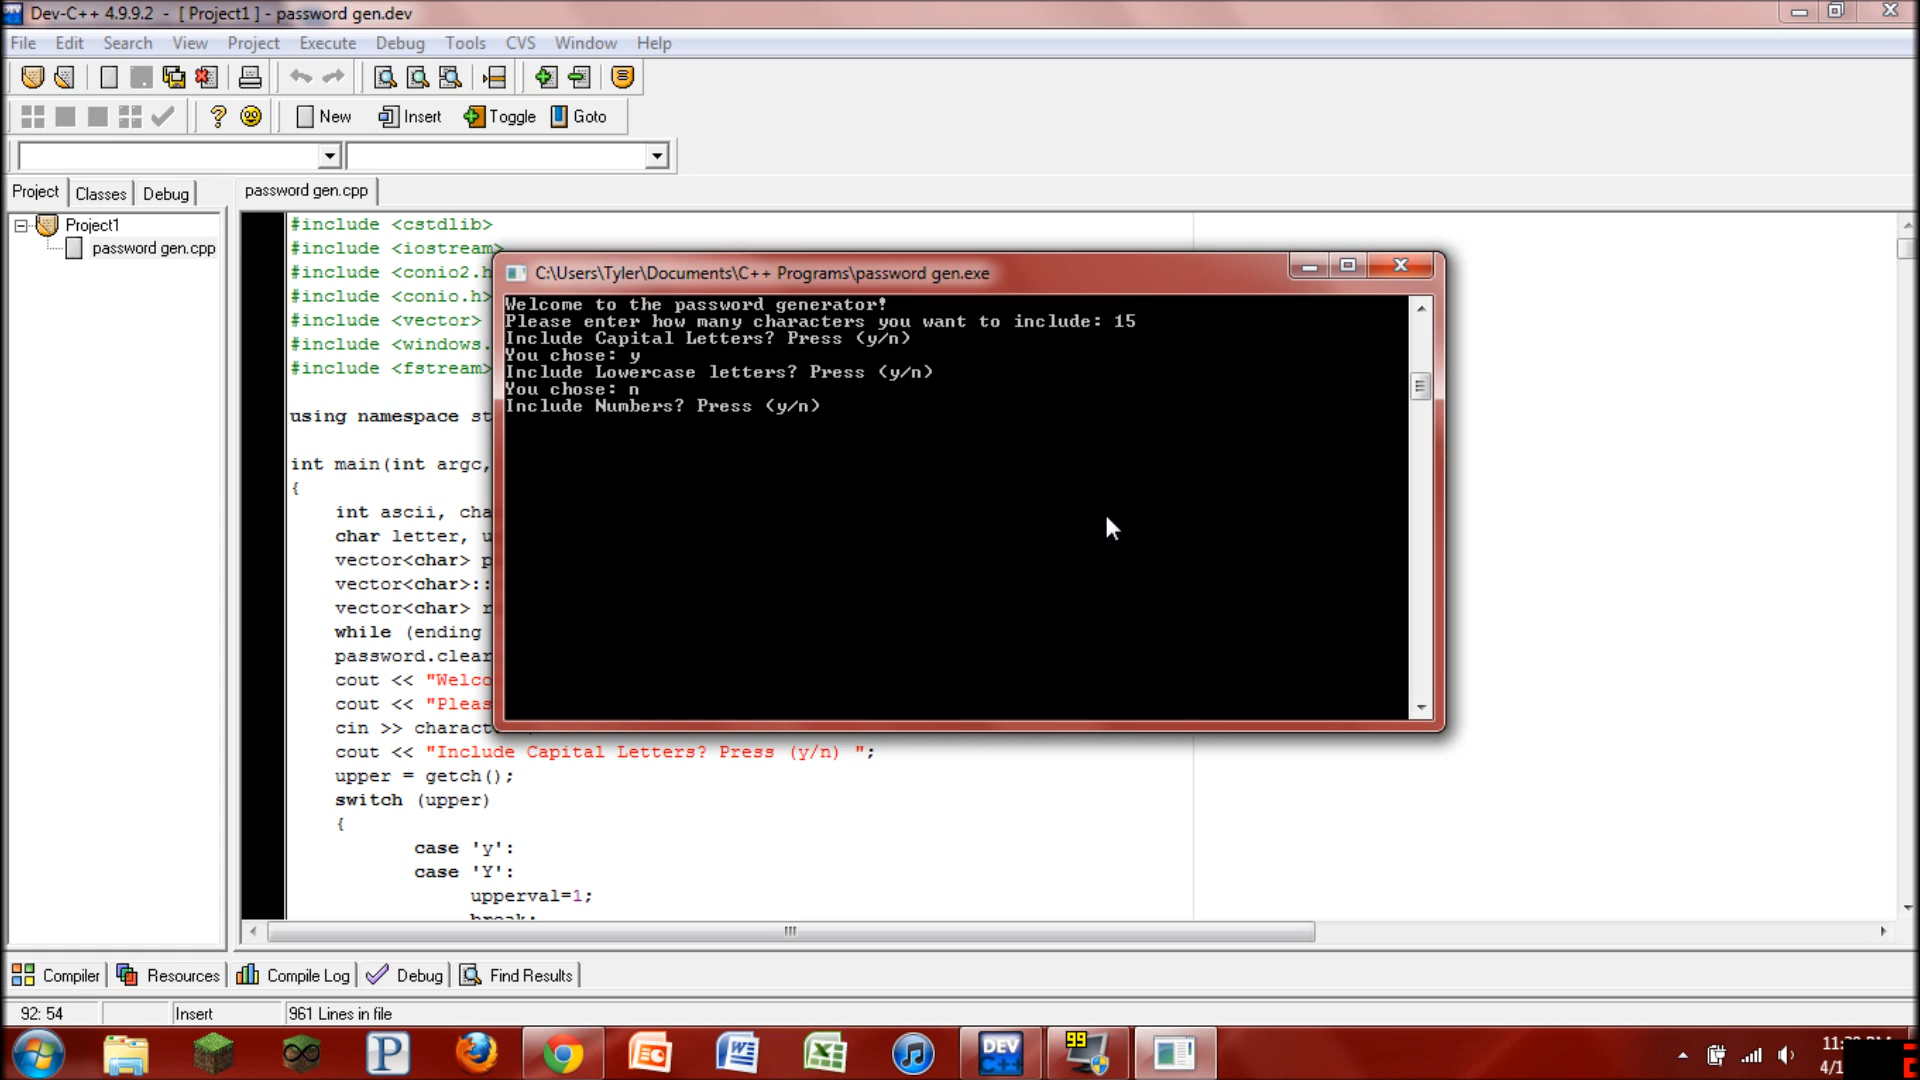 Dev-C++ 4.9.9.2 - [ Project1 ] - password gen.dev
File Edit Search View Project Execute Debug Tools CVS Window Help
New Insert Toggle Goto
Project Classes Debug password gen.cpp
Project1
password gen.cpp
#include <cstdlib>
#include <iostream>
#include <conio2.h
#include <conio.h>
#include <vector>
#include <windows.
#include <fstream>
using namespace st
int main(int argc,
{
int ascii, cha
char letter, u
vector<char> p
vector<char>::
vector<char> r
while (ending
password.clear
cout << "Welco
cout << "Pleas
cin >> charact
cout << "Include Capital Letters? Press (y/n) ";
upper = getch();
switch (upper)
{
case 'y':
case 'Y':
upperval=1;
break;
C:\Users\Tyler\Documents\C++ Programs\password gen.exe
Welcome to the password generator!
Please enter how many characters you want to include: 15
Include Capital Letters? Press (y/n)
You chose: y
Include Lowercase letters? Press (y/n)
You chose: n
Include Numbers? Press (y/n)
Compiler Resources Compile Log Debug Find Results
92: 54 Insert 961 Lines in file
DEV C++
99
4/1